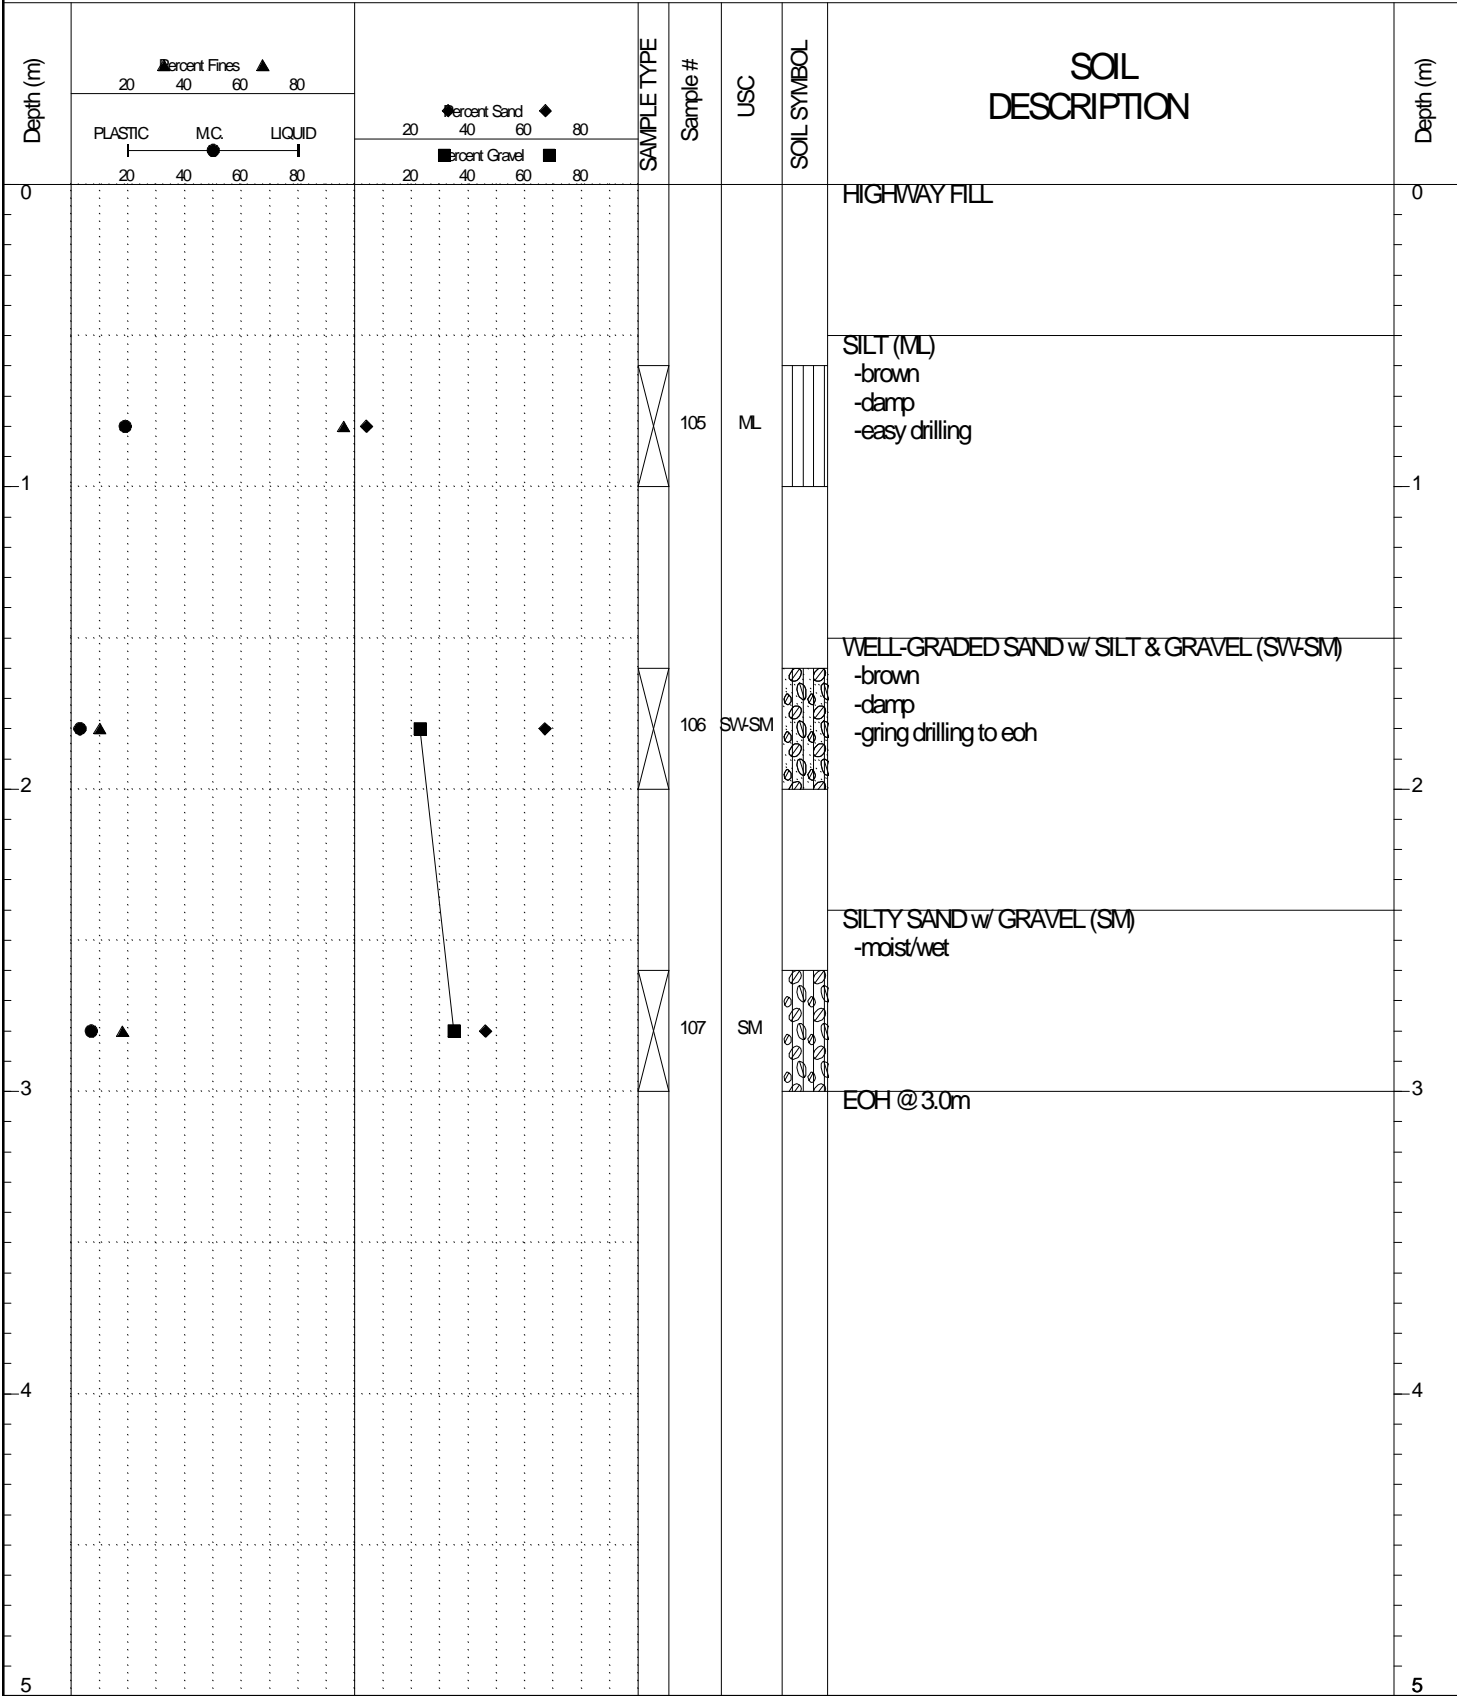 Depth (m)
Percent Fines
20 40 60 80
PLASTIC M.C. LIQUID
20 40 60 80
Percent Sand
20 40 60 80
Percent Gravel
20 40 60 80
SAMPLE TYPE
Sample #
USC
SOIL SYMBOL
SOIL
DESCRIPTION
Depth (m)
0 HIGHWAY FILL 0
SILT (ML)
-brown
-damp
105 ML -easy drilling
1 1
WELL-GRADED SAND w/ SILT & GRAVEL (SW-SM)
-brown
-damp
106 SW-SM -gring drilling to eoh
2 2
SILTY SAND w/ GRAVEL (SM)
-moist/wet
107 SM
3 3
EOH @ 3.0m
4 4
5 5